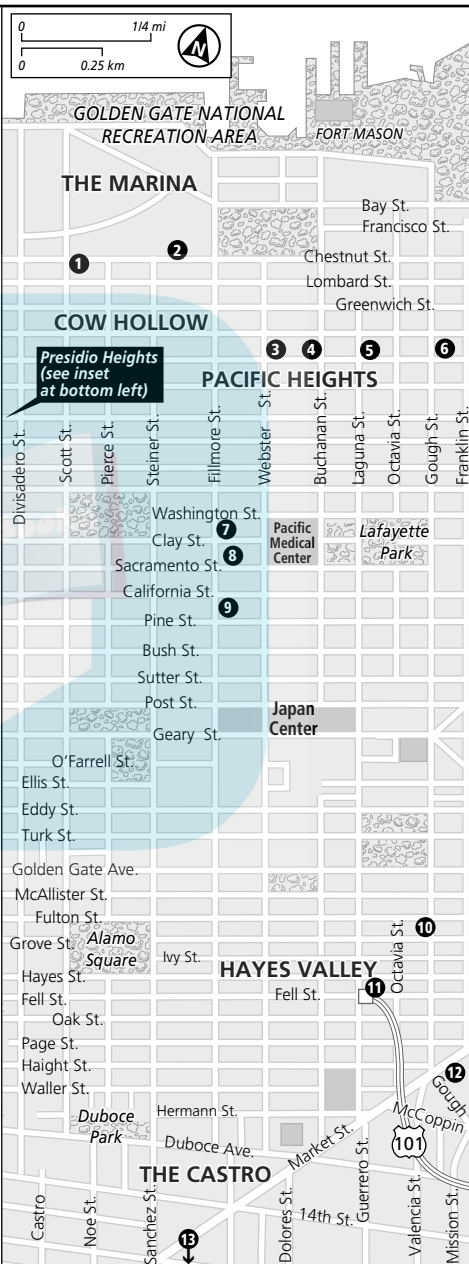 0 1/4 mi
N
0 0.25 km
GOLDEN GATE NATIONAL
RECREATION AREA
FORT MASON
THE MARINA
Bay St.
Francisco St.
2
Chestnut St.
1
Lombard St.
Greenwich St.
COW HOLLOW
3 4 5 6
Presidio Heights
(see inset
at bottom left)
PACIFIC HEIGHTS
Divisadero St.
Scott St.
Pierce St.
Steiner St.
Fillmore St.
Webster St.
Buchanan St.
Laguna St.
Octavia St.
Gough St.
Franklin St.
Washington St.
7
Clay St.
8
Sacramento St.
Pacific
Medical
Center
Lafayette
Park
California St.
9
Pine St.
Bush St.
Sutter St.
Post St.
Japan
Center
Geary St.
O'Farrell St.
Ellis St.
Eddy St.
Turk St.
Golden Gate Ave.
McAllister St.
Fulton St.
10
Octavia St.
Grove St.
Alamo
Square
Ivy St.
HAYES VALLEY
Hayes St.
Fell St.
Fell St.
11
Oak St.
Page St.
Haight St.
12
Gough
Waller St.
Hermann St.
McCoppin
Duboce
Park
Duboce Ave.
Market St.
101
THE CASTRO
Castro
Noe St.
Sanchez St.
Dolores St.
14th St.
Guerrero St.
Valencia St.
Mission St.
13